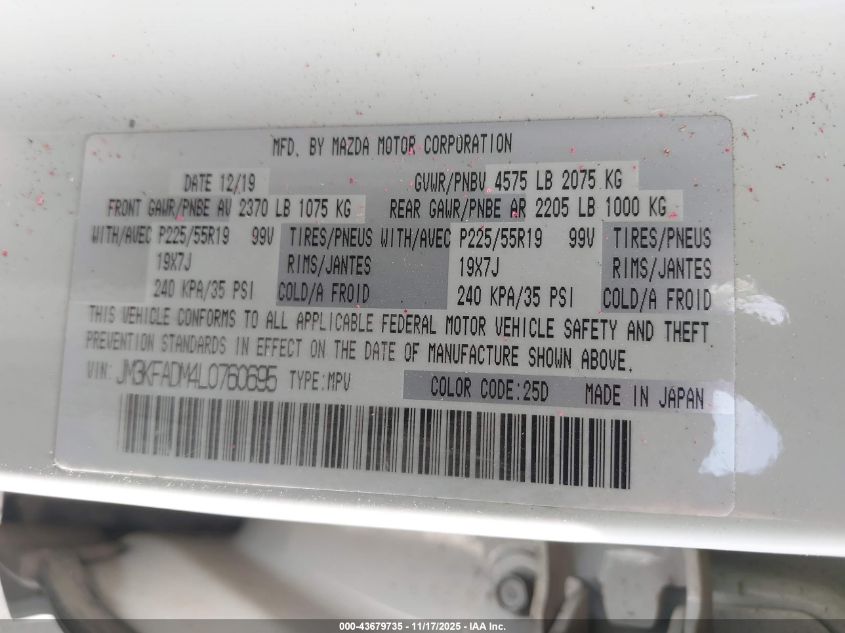 MFD. BY MAZDA MOTOR CORPORATION
DATE 12/19 GVWR/PNBV 4575 LB 2075 KG
FRONT GAWR/PNBE AV 2370 LB 1075 KG REAR GAWR/PNBE AR 2205 LB 1000 KG
WITH/AVEC P225/55R19 99V TIRES/PNEUS WITH/AVEC P225/55R19 99V TIRES/PNEUS
19X7J RIMS/JANTES 19X7J RIMS/JANTES
240 KPA/35 PSI COLD/A FROID 240 KPA/35 PSI COLD/A FROID
THIS VEHICLE CONFORMS TO ALL APPLICABLE FEDERAL MOTOR VEHICLE SAFETY AND THEFT
PREVENTION STANDARDS IN EFFECT ON THE DATE OF MANUFACTURE SHOWN ABOVE.
VIN: JM3KFADM4L0760695 TYPE:MPV COLOR CODE:25D MADE IN JAPAN
000-43679735 - 11/17/2025 - IAA Inc.